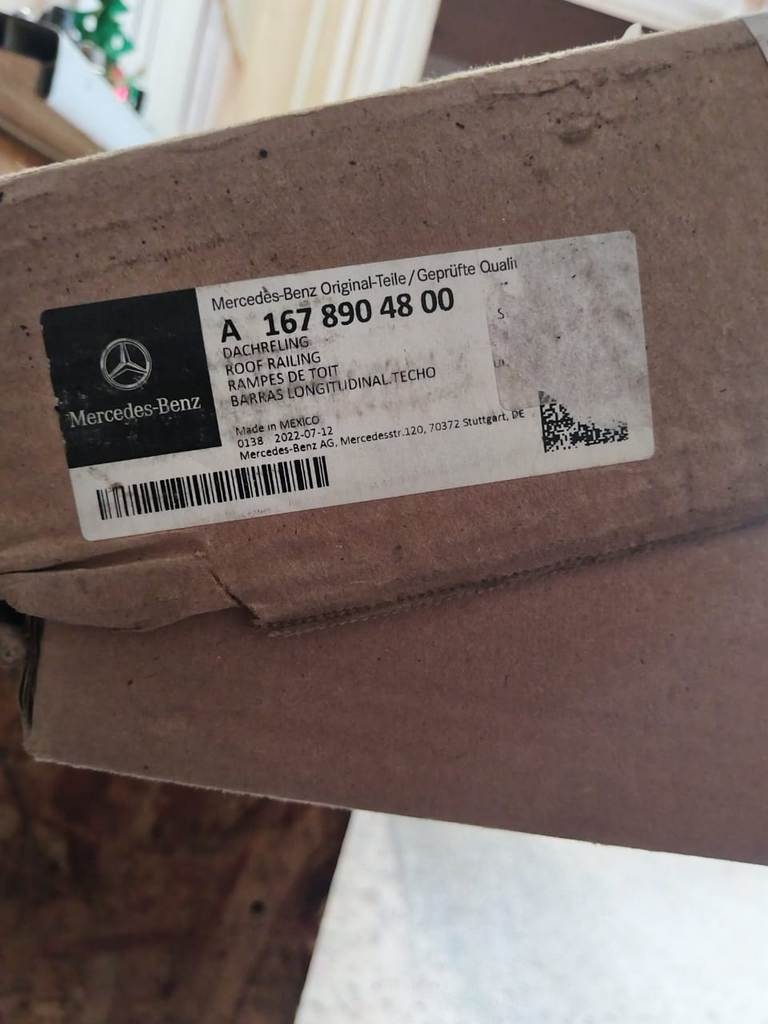 Mercedes-Benz Original-Teile / Geprüfte Quali
A 167 890 48 00
DACHRELING
ROOF RAILING
RAMPES DE TOIT
BARRAS LONGITUDINAL.TECHO
Made in MEXICO
0138 2022-07-12
Mercedes-Benz AG, Mercedesstr.120, 70372 Stuttgart, DE
Mercedes-Benz
S